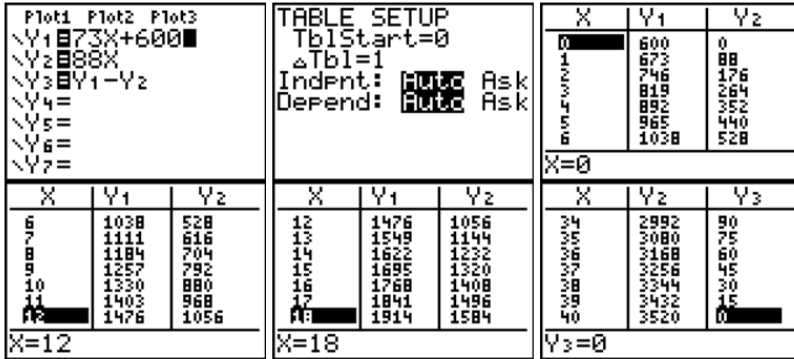 Plot1 Plot2 Plot3
\Y₁=73X+600
\Y₂=88X
\Y₃=Y₁-Y₂
\Y₄=
\Y₅=
\Y₆=
\Y₇=
TABLE SETUP
TblStart=0
△Tbl=1
Indpnt: Auto Ask
Depend: Auto Ask
X Y₁ Y₂
0 600 0
1 673 88
2 746 176
3 819 264
4 892 352
5 965 440
6 1038 528
X=0
X Y₁ Y₂
6 1038 528
7 1111 616
8 1184 704
9 1257 792
10 1330 880
11 1403 968
12 1476 1056
X=12
X Y₁ Y₂
12 1476 1056
13 1549 1144
14 1622 1232
15 1695 1320
16 1768 1408
17 1841 1496
18 1914 1584
X=18
X Y₂ Y₃
34 2992 90
35 3080 75
36 3168 60
37 3256 45
38 3344 30
39 3432 15
40 3520 0
Y₃=0